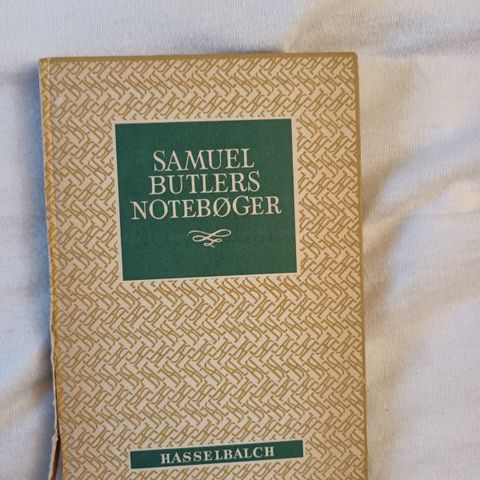 SAMUEL
BUTLERS
NOTEBØGER
HASSELBALCH